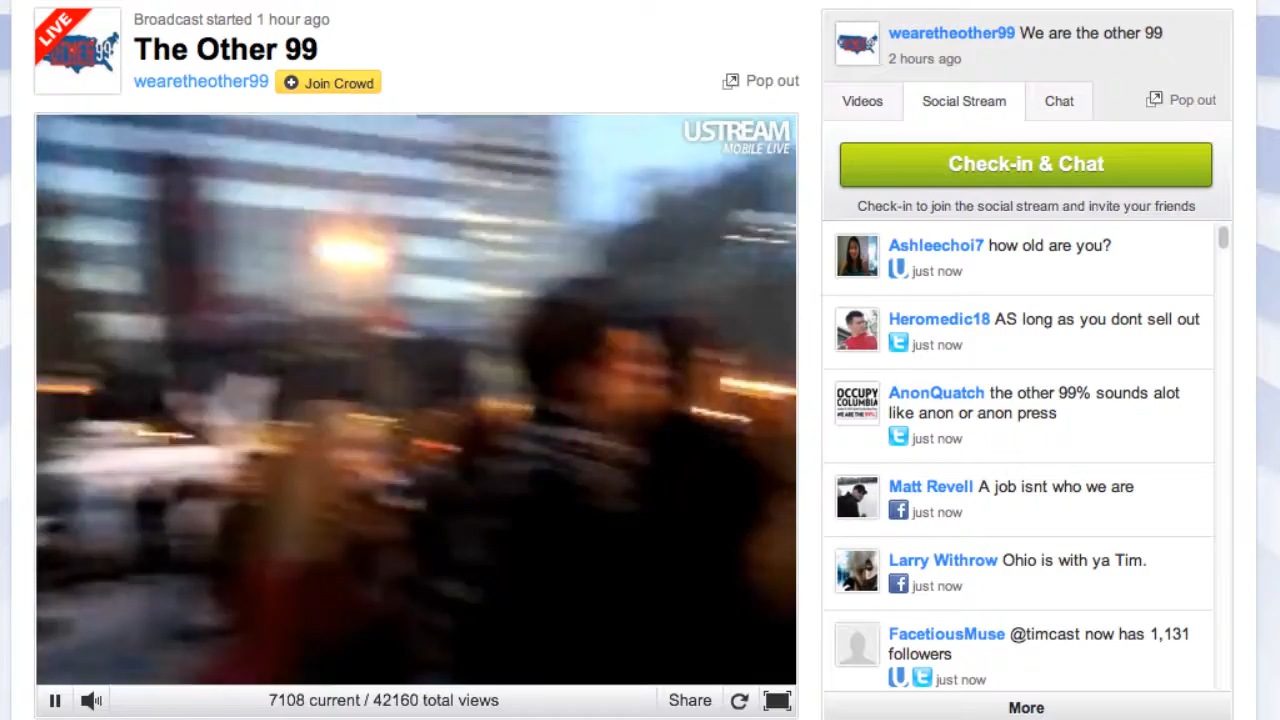 LIVE
Broadcast started 1 hour ago
The Other 99
wearetheother99
Join Crowd
Pop out
USTREAM
MOBILE LIVE
7108 current / 42160 total views
Share
wearetheother99 We are the other 99
2 hours ago
Videos
Social Stream
Chat
Pop out
Check-in & Chat
Check-in to join the social stream and invite your friends
Ashleechoi7 how old are you?
just now
Heromedic18 AS long as you dont sell out
just now
OCCUPY
COLUMBIA
AnonQuatch the other 99% sounds alot
like anon or anon press
just now
Matt Revell A job isnt who we are
just now
Larry Withrow Ohio is with ya Tim.
just now
FacetiousMuse @timcast now has 1,131
followers
just now
More